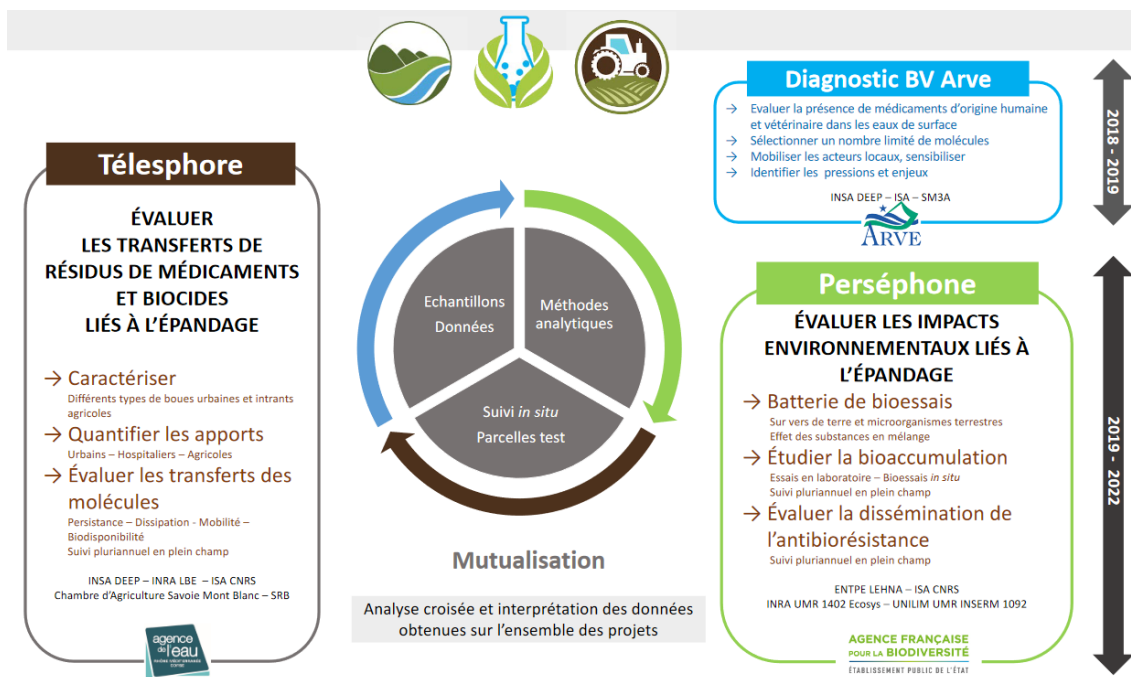 Télesphore
ÉVALUER
LES TRANSFERTS DE
RÉSIDUS DE MÉDICAMENTS
ET BIOCIDES
LIÉS À L’ÉPANDAGE
→ Caractériser
Différents types de boues urbaines et intrants
agricoles
→ Quantifier les apports
Urbains – Hospitaliers – Agricoles
→ Évaluer les transferts des
molécules
Persistance – Dissipation - Mobilité –
Biodisponibilité
Suivi pluriannuel en plein champ
INSA DEEP – INRA LBE – ISA CNRS
Chambre d’Agriculture Savoie Mont Blanc – SRB
agence
de l’eau
Echantillons
Données
Méthodes
analytiques
Suivi in situ
Parcelles test
Mutualisation
Analyse croisée et interprétation des données
obtenues sur l’ensemble des projets
Diagnostic BV Arve
→ Evaluer la présence de médicaments d’origine humaine
et vétérinaire dans les eaux de surface
→ Sélectionner un nombre limité de molécules
→ Mobiliser les acteurs locaux, sensibiliser
→ Identifier les pressions et enjeux
INSA DEEP – ISA – SM3A
ARVE
2018 - 2019
Perséphone
ÉVALUER LES IMPACTS
ENVIRONNEMENTAUX LIÉS À
L’ÉPANDAGE
→ Batterie de bioessais
Sur vers de terre et microorganismes terrestres
Effet des substances en mélange
→ Étudier la bioaccumulation
Essais en laboratoire – Bioessais in situ
Suivi pluriannuel en plein champ
→ Évaluer la dissémination de
l’antibiorésistance
Suivi pluriannuel en plein champ
ENTPE LEHNA – ISA CNRS
INRA UMR 1402 Ecosys – UNILIM UMR INSERM 1092
AGENCE FRANÇAISE
POUR LA BIODIVERSITÉ
ÉTABLISSEMENT PUBLIC DE L’ÉTAT
2019 - 2022